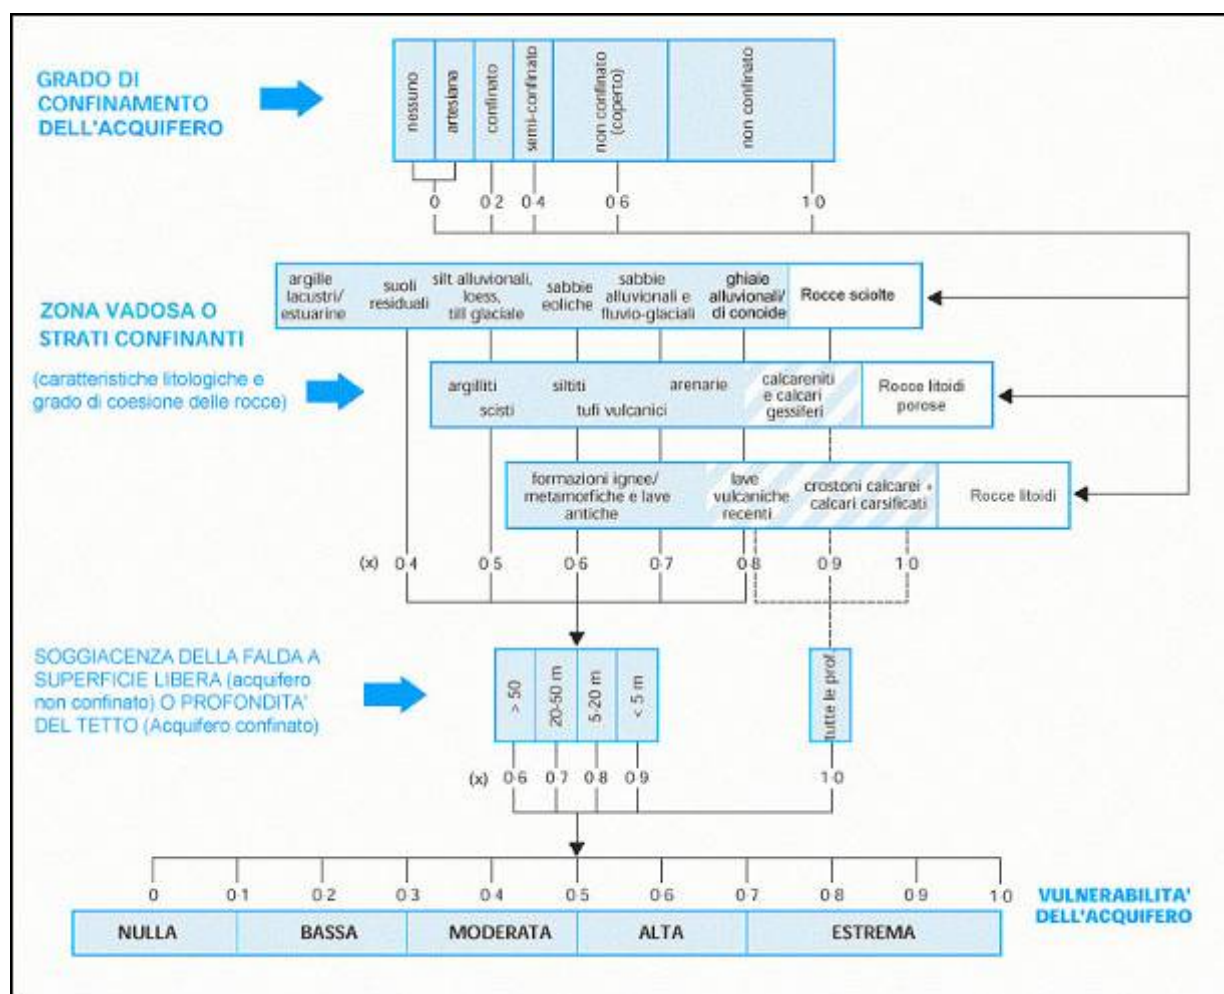 GRADO DI
CONFINAMENTO
DELL'ACQUIFERO
nessuno
artesiana
confinato
semi-confinato
non confinato
(coperto)
non confinato
0 0·2 0·4 0·6 1·0
ZONA VADOSA O
STRATI CONFINANTI
(caratteristiche litologiche e
grado di coesione delle rocce)
argille
lacustri/
estuarine
suoli
residuali
silt alluvionali,
loess,
till glaciale
sabbie
eoliche
sabbie
alluvionali e
fluvio-glaciali
ghiaie
alluvionali/
di conoide
Rocce sciolte
argilliti
scisti
siltiti
tufi vulcanici
arenarie
calcareniti
e calcari
gessiferi
Rocce litoidi
porose
formazioni ignee/
metamorfiche e lave
antiche
lave
vulcaniche
recenti
crostoni calcarei +
calcari carsificati
Rocce litoidi
(x) 0·4 0·5 0·6 0·7 0·8 0·9 1·0
SOGGIACENZA DELLA FALDA A
SUPERFICIE LIBERA (acquifero
non confinato) O PROFONDITA'
DEL TETTO (Acquifero confinato)
> 50
20-50 m
5-20 m
< 5 m
tutte le prof.
(x) 0·6 0·7 0·8 0·9 1·0
0 0·1 0·2 0·3 0·4 0·5 0·6 0·7 0·8 0·9 1·0
VULNERABILITA'
DELL'ACQUIFERO
NULLA BASSA MODERATA ALTA ESTREMA